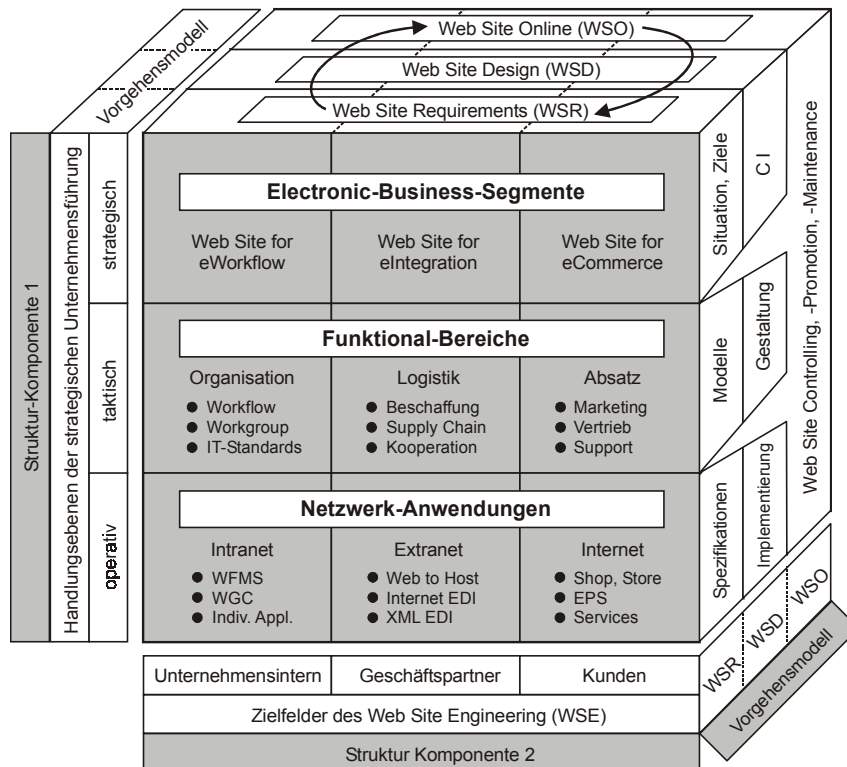 Vorgehensmodell
Web Site Online (WSO)
Web Site Design (WSD)
Web Site Requirements (WSR)
Struktur-Komponente 1
Handlungsebenen der strategischen Unternehmensführung
strategisch
taktisch
operativ
Electronic-Business-Segmente
Web Site for
eWorkflow
Web Site for
eIntegration
Web Site for
eCommerce
Funktional-Bereiche
Organisation
● Workflow
● Workgroup
● IT-Standards
Logistik
● Beschaffung
● Supply Chain
● Kooperation
Absatz
● Marketing
● Vertrieb
● Support
Netzwerk-Anwendungen
Intranet
● WFMS
● WGC
● Indiv. Appl.
Extranet
● Web to Host
● Internet EDI
● XML EDI
Internet
● Shop, Store
● EPS
● Services
Situation, Ziele
C I
Modelle
Gestaltung
Spezifikationen
Implementierung
Web Site Controlling, -Promotion, -Maintenance
WSR
WSD
WSO
Vorgehensmodell
Unternehmensintern
Geschäftspartner
Kunden
Zielfelder des Web Site Engineering (WSE)
Struktur Komponente 2